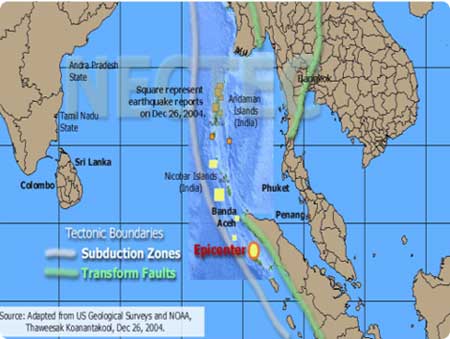 NECTEC
Mu
Andra Pradesh
State
Bangkok
Square represent
earthquake reports
on Dec 26, 2004.
Andaman
Islands
(India)
Tamil Nadu
State
Sri Lanka
Colombo
Nicobar Islands
(India)
Phuket
Banda
Aceh
Penang
Tectonic Boundaries
Epicenter
Subduction Zones
Transform Faults
Source: Adapted from US Geological Surveys and NOAA,
Thaweesak Koanantakool, Dec 26, 2004.